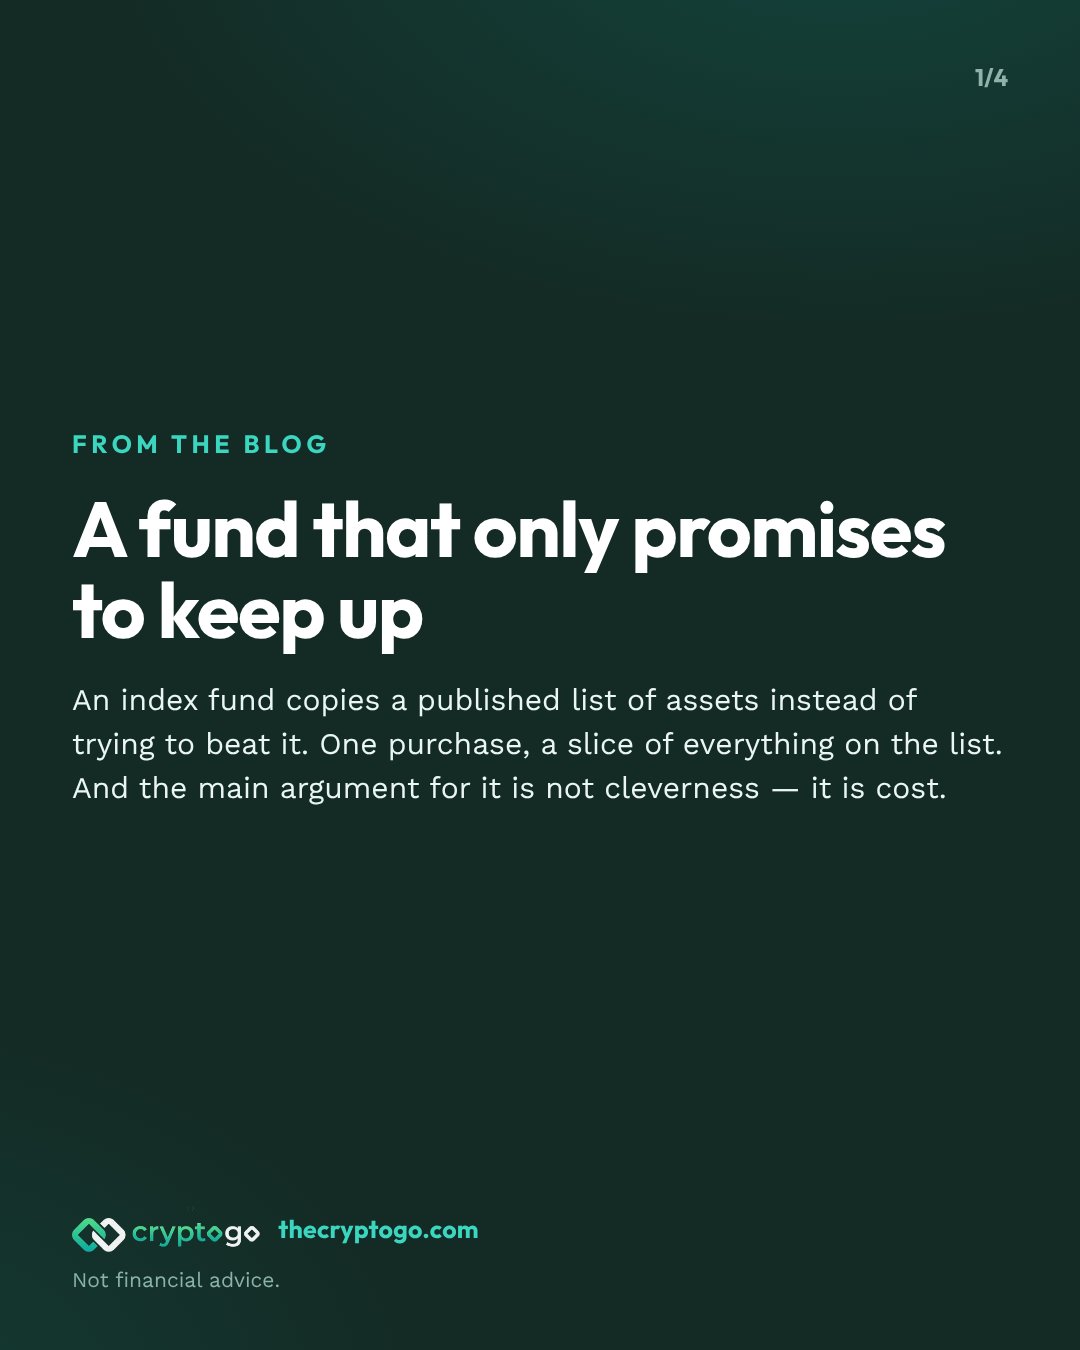 1/4
FROM THE BLOG
A fund that only promises
to keep up
An index fund copies a published list of assets instead of
trying to beat it. One purchase, a slice of everything on the list.
And the main argument for it is not cleverness — it is cost.
cryptogo thecryptogo.com
Not financial advice.